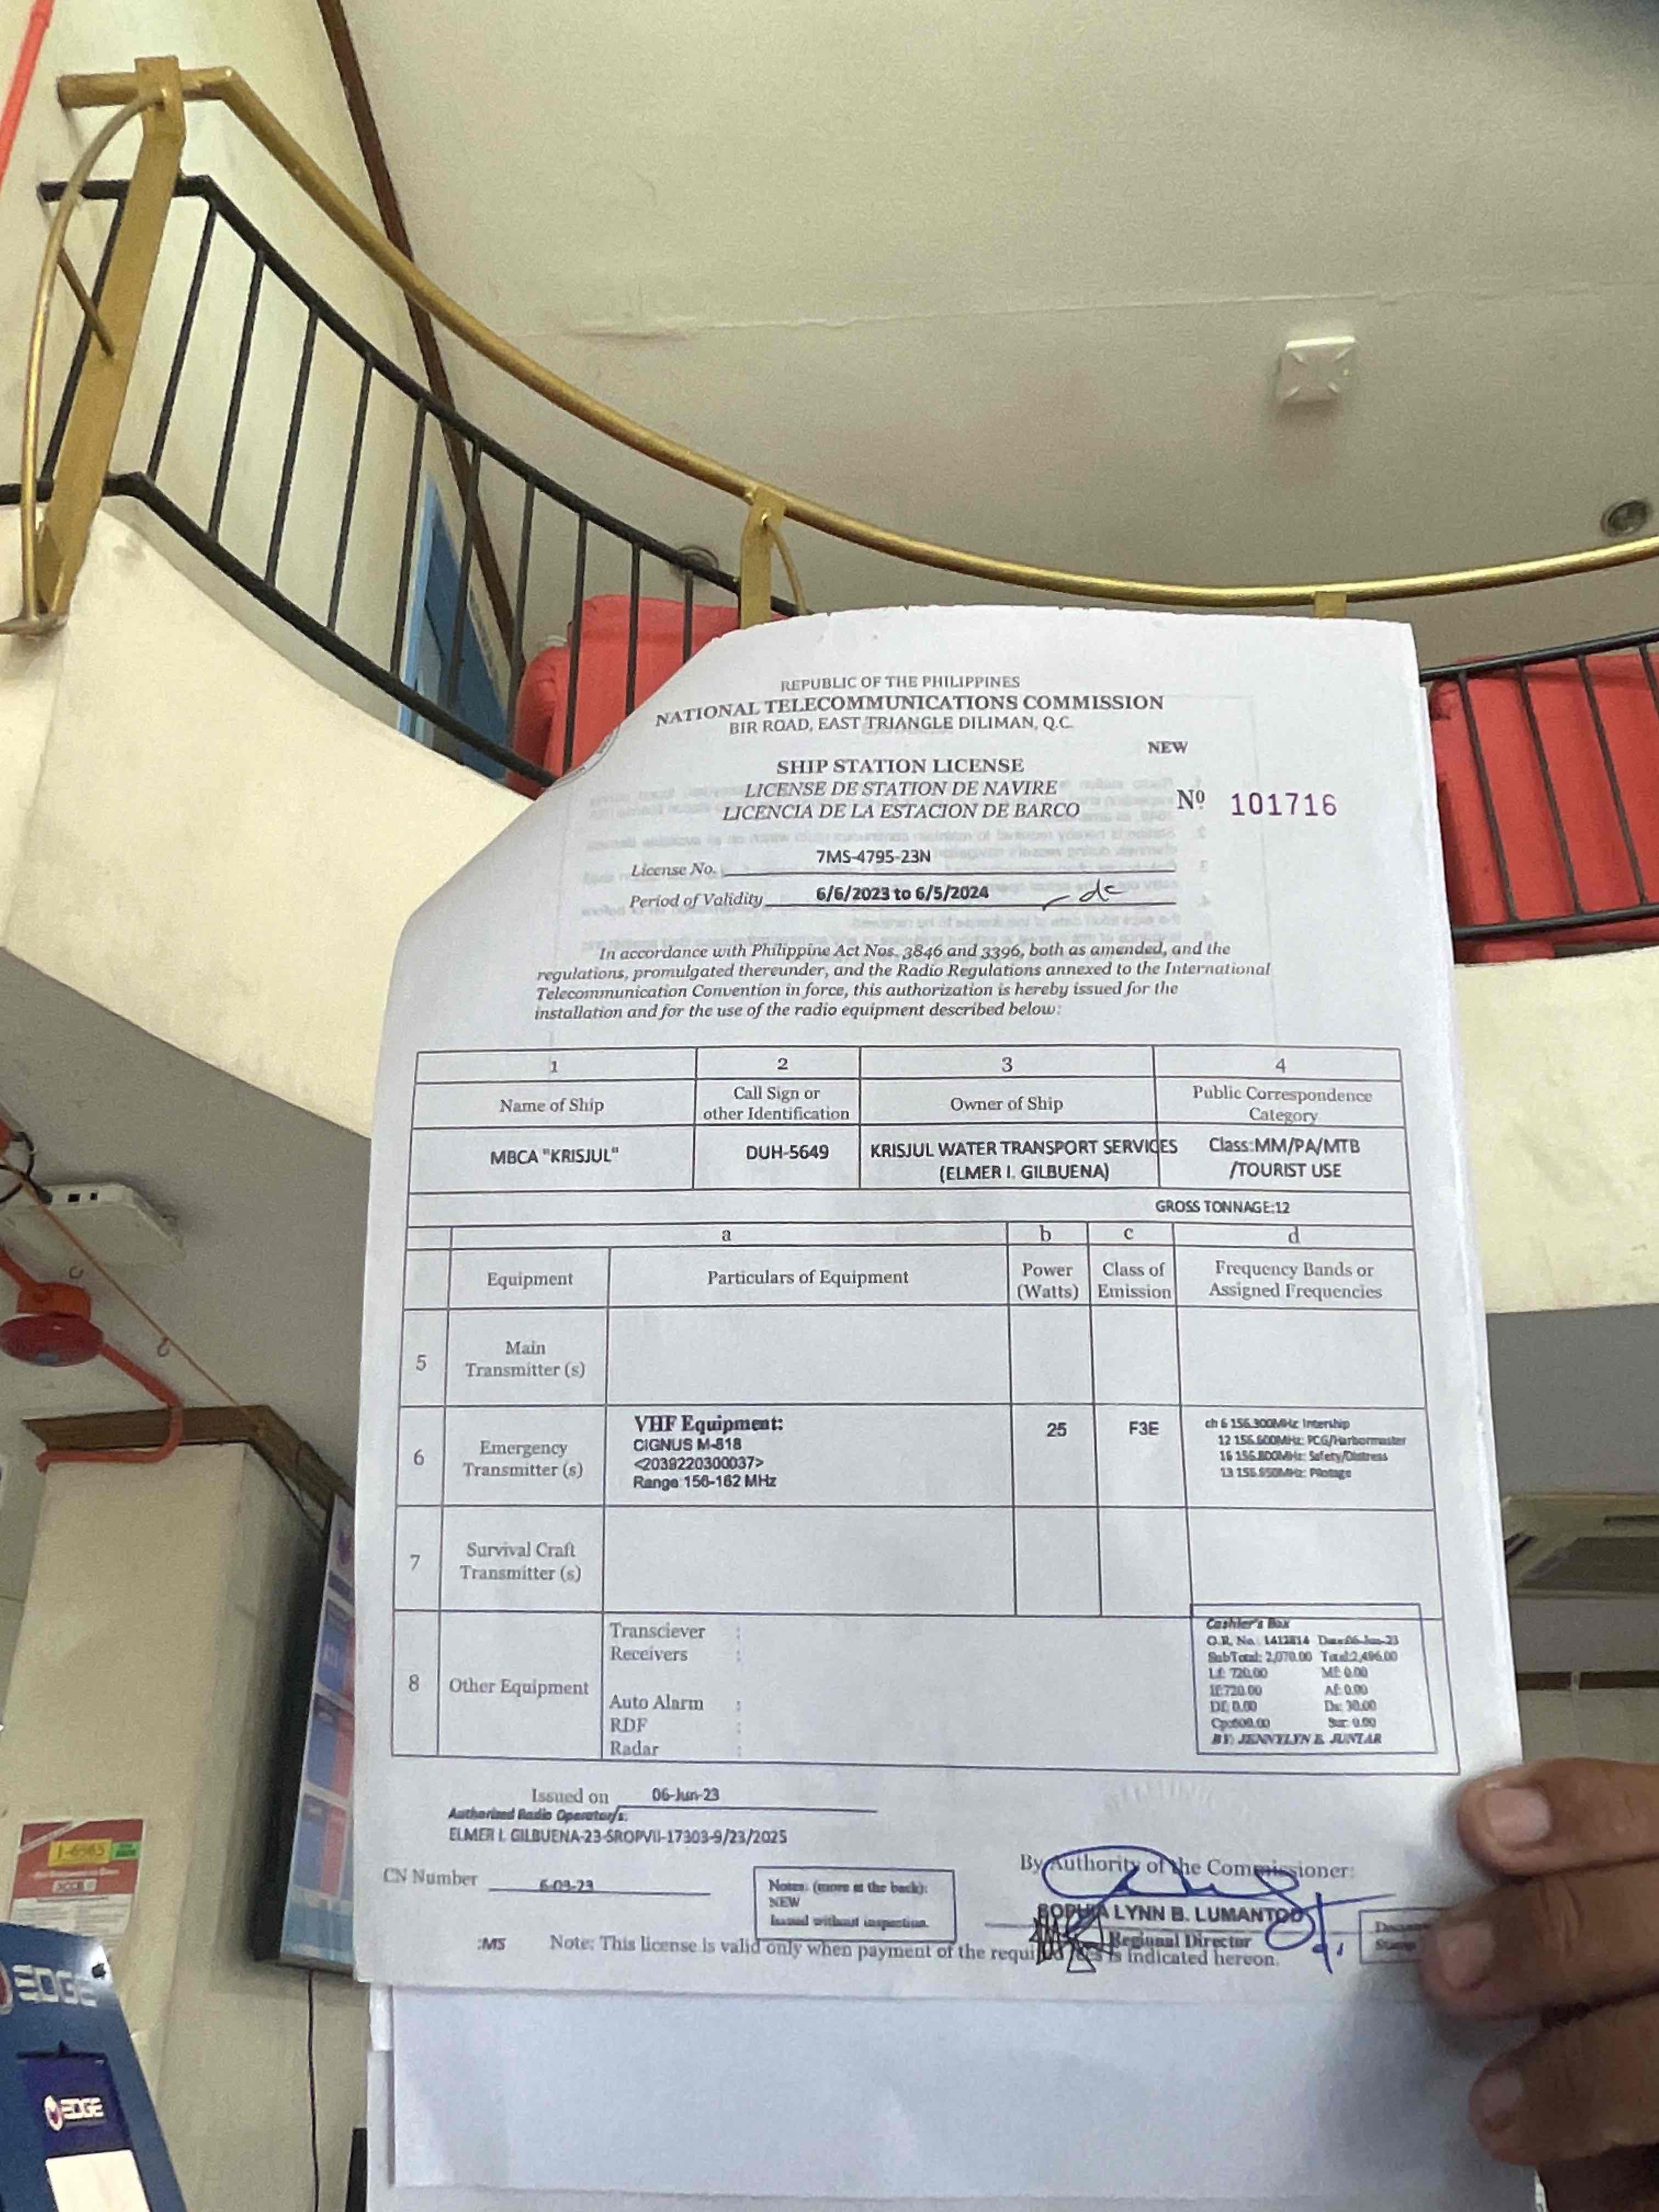 REPUBLIC OF THE PHILIPPINES
NATIONAL TELECOMMUNICATIONS COMMISSION
BIR ROAD, EAST TRIANGLE DILIMAN, Q.C.
NEW
SHIP STATION LICENSE
LICENSE DE STATION DE NAVIRE
LICENCIA DE LA ESTACION DE BARCO
Nº 101716
License No. 7MS-4795-23N
Period of Validity 6/6/2023 to 6/5/2024
In accordance with Philippine Act Nos. 3846 and 3396, both as amended, and the
regulations, promulgated thereunder, and the Radio Regulations annexed to the International
Telecommunication Convention in force, this authorization is hereby issued for the
installation and for the use of the radio equipment described below:
1 2 3 4
Name of Ship
Call Sign or
other Identification
Owner of Ship
Public Correspondence
Category
MBCA "KRISJUL"
DUH-5649
KRISJUL WATER TRANSPORT SERVICES
(ELMER I. GILBUENA)
Class:MM/PA/MTB
/TOURIST USE
GROSS TONNAGE:12
a b c d
Equipment
Particulars of Equipment
Power
(Watts)
Class of
Emission
Frequency Bands or
Assigned Frequencies
5
Main
Transmitter (s)
6
Emergency
Transmitter (s)
VHF Equipment:
CIGNUS M-818
<2039220300037>
Range:156-162 MHz
25
F3E
ch 6 156.300MHz: Intership
12 156.600MHz: PCG/Harbormaster
16 156.800MHz: Safety/Distress
13 156.650MHz: Pilotage
7
Survival Craft
Transmitter (s)
8
Other Equipment
Transciever :
Receivers :
Auto Alarm :
RDF :
Radar :
Cashier's Box
O.R. No. 1412814 Date:06-Jun-23
SubTotal: 2,070.00 Total:2,496.00
Lf: 720.00 Mf: 0.00
If:720.00 Af: 0.00
Df: 0.00 Ds: 30.00
Cp:608.00 Sur: 0.00
BY: JENNYLYN E. JUNTAR
Issued on 06-Jun-23
Authorized Radio Operator/s:
ELMER I. GILBUENA-23-SROPVII-17303-9/23/2025
CN Number 6-03-23
Notes: (more at the back):
NEW
Issued without inspection.
By Authority of the Commissioner:
SOPHIA LYNN B. LUMANTOD
Regional Director
:MS Note: This license is valid only when payment of the required fees is indicated hereon.
EDGE
EDGE